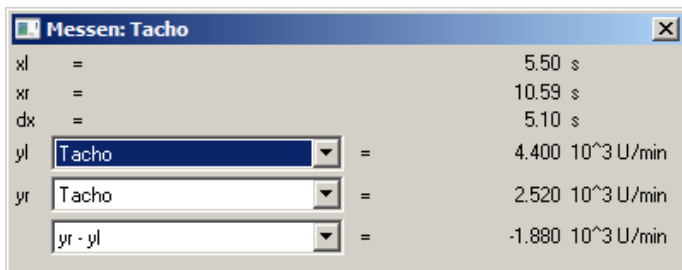 Messen: Tacho
xl = 5.50 s
xr = 10.59 s
dx = 5.10 s
yl Tacho = 4.400 10^3 U/min
yr Tacho = 2.520 10^3 U/min
yr - yl = -1.880 10^3 U/min